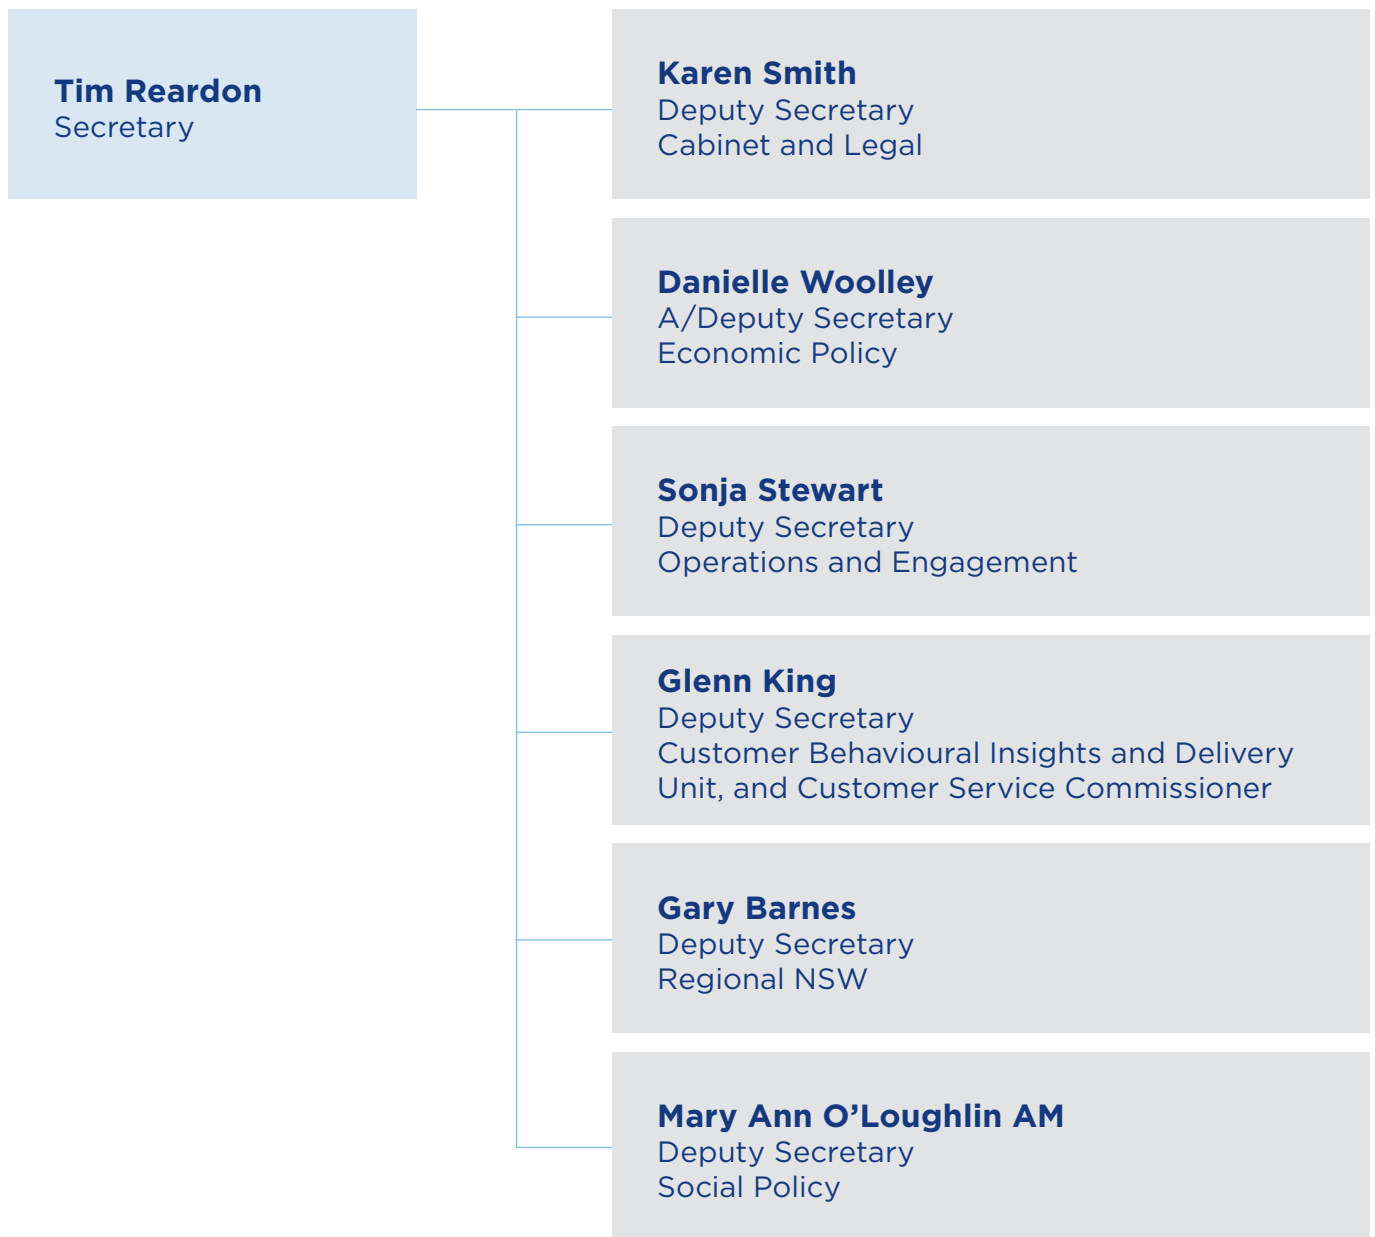 Tim Reardon
Secretary
Karen Smith
Deputy Secretary
Cabinet and Legal
Danielle Woolley
A/Deputy Secretary
Economic Policy
Sonja Stewart
Deputy Secretary
Operations and Engagement
Glenn King
Deputy Secretary
Customer Behavioural Insights and Delivery
Unit, and Customer Service Commissioner
Gary Barnes
Deputy Secretary
Regional NSW
Mary Ann O’Loughlin AM
Deputy Secretary
Social Policy